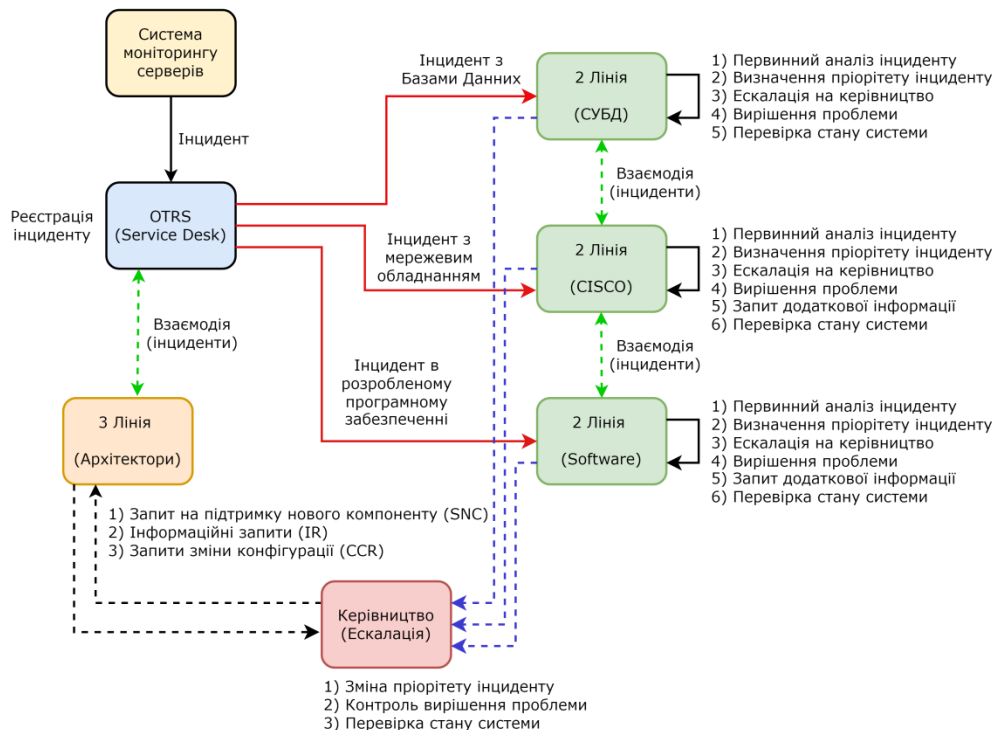 Система
моніторингу
серверів
Інцидент
Реєстрація
інциденту
OTRS
(Service Desk)
Інцидент з
Базами Данних
2 Лінія
(СУБД)
1) Первинний аналіз інциденту
2) Визначення пріорітету інциденту
3) Ескалація на керівництво
4) Вирішення проблеми
5) Перевірка стану системи
Взаємодія
(інциденти)
Інцидент з
мережевим
обладнанням
2 Лінія
(CISCO)
1) Первинний аналіз інциденту
2) Визначення пріорітету інциденту
3) Ескалація на керівництво
4) Вирішення проблеми
5) Запит додаткової інформації
6) Перевірка стану системи
Взаємодія
(інциденти)
Взаємодія
(інциденти)
Інцидент в
розробленому
програмному
забезпеченні
2 Лінія
(Software)
1) Первинний аналіз інциденту
2) Визначення пріорітету інциденту
3) Ескалація на керівництво
4) Вирішення проблеми
5) Запит додаткової інформації
6) Перевірка стану системи
3 Лінія
(Архітектори)
1) Запит на підтримку нового компоненту (SNC)
2) Інформаційні запити (IR)
3) Запити зміни конфігурації (CCR)
Керівництво
(Ескалація)
1) Зміна пріорітету інциденту
2) Контроль вирішення проблеми
3) Перевірка стану системи